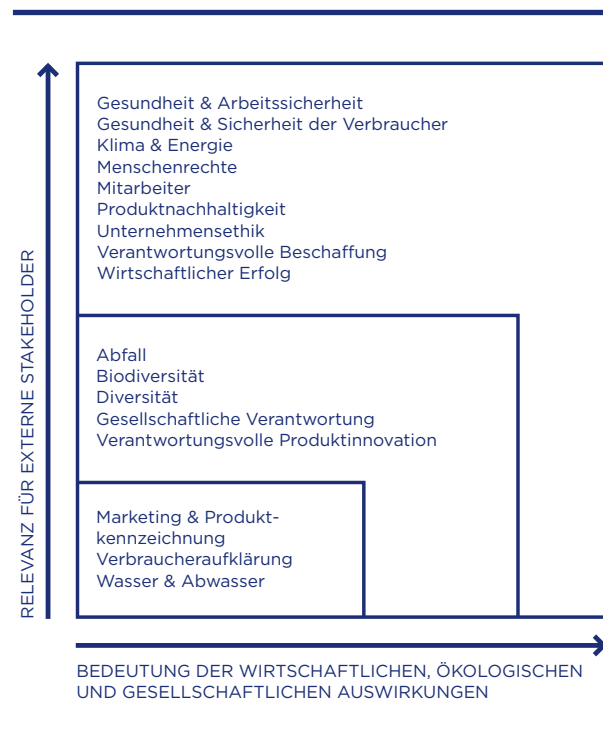 Gesundheit & Arbeitssicherheit
Gesundheit & Sicherheit der Verbraucher
Klima & Energie
Menschenrechte
Mitarbeiter
Produktnachhaltigkeit
Unternehmensethik
Verantwortungsvolle Beschaffung
Wirtschaftlicher Erfolg
Abfall
Biodiversität
Diversität
Gesellschaftliche Verantwortung
Verantwortungsvolle Produktinnovation
Marketing & Produkt-
kennzeichnung
Verbraucheraufklärung
Wasser & Abwasser
RELEVANZ FÜR EXTERNE STAKEHOLDER
BEDEUTUNG DER WIRTSCHAFTLICHEN, ÖKOLOGISCHEN
UND GESELLSCHAFTLICHEN AUSWIRKUNGEN